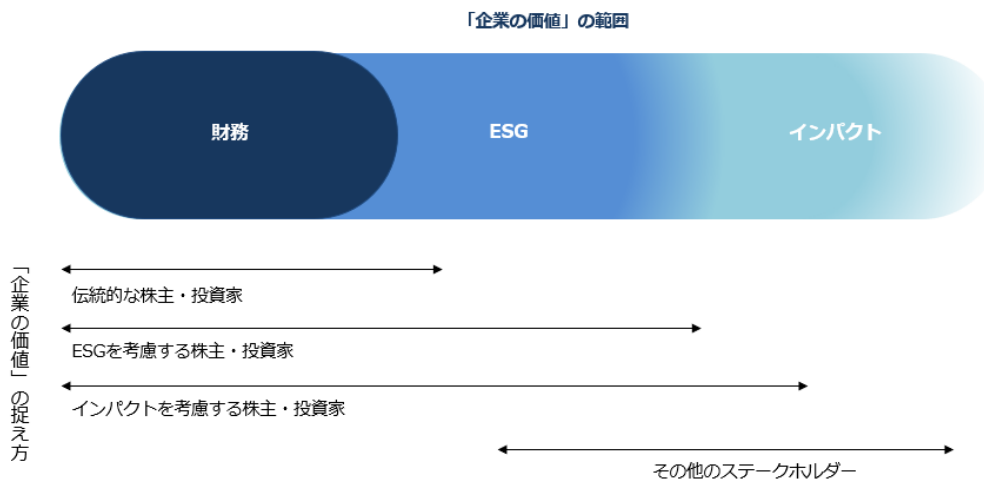 「企業の価値」の範囲
財務
ESG
インパクト
「企業の価値」の捉え方
伝統的な株主・投資家
ESGを考慮する株主・投資家
インパクトを考慮する株主・投資家
その他のステークホルダー